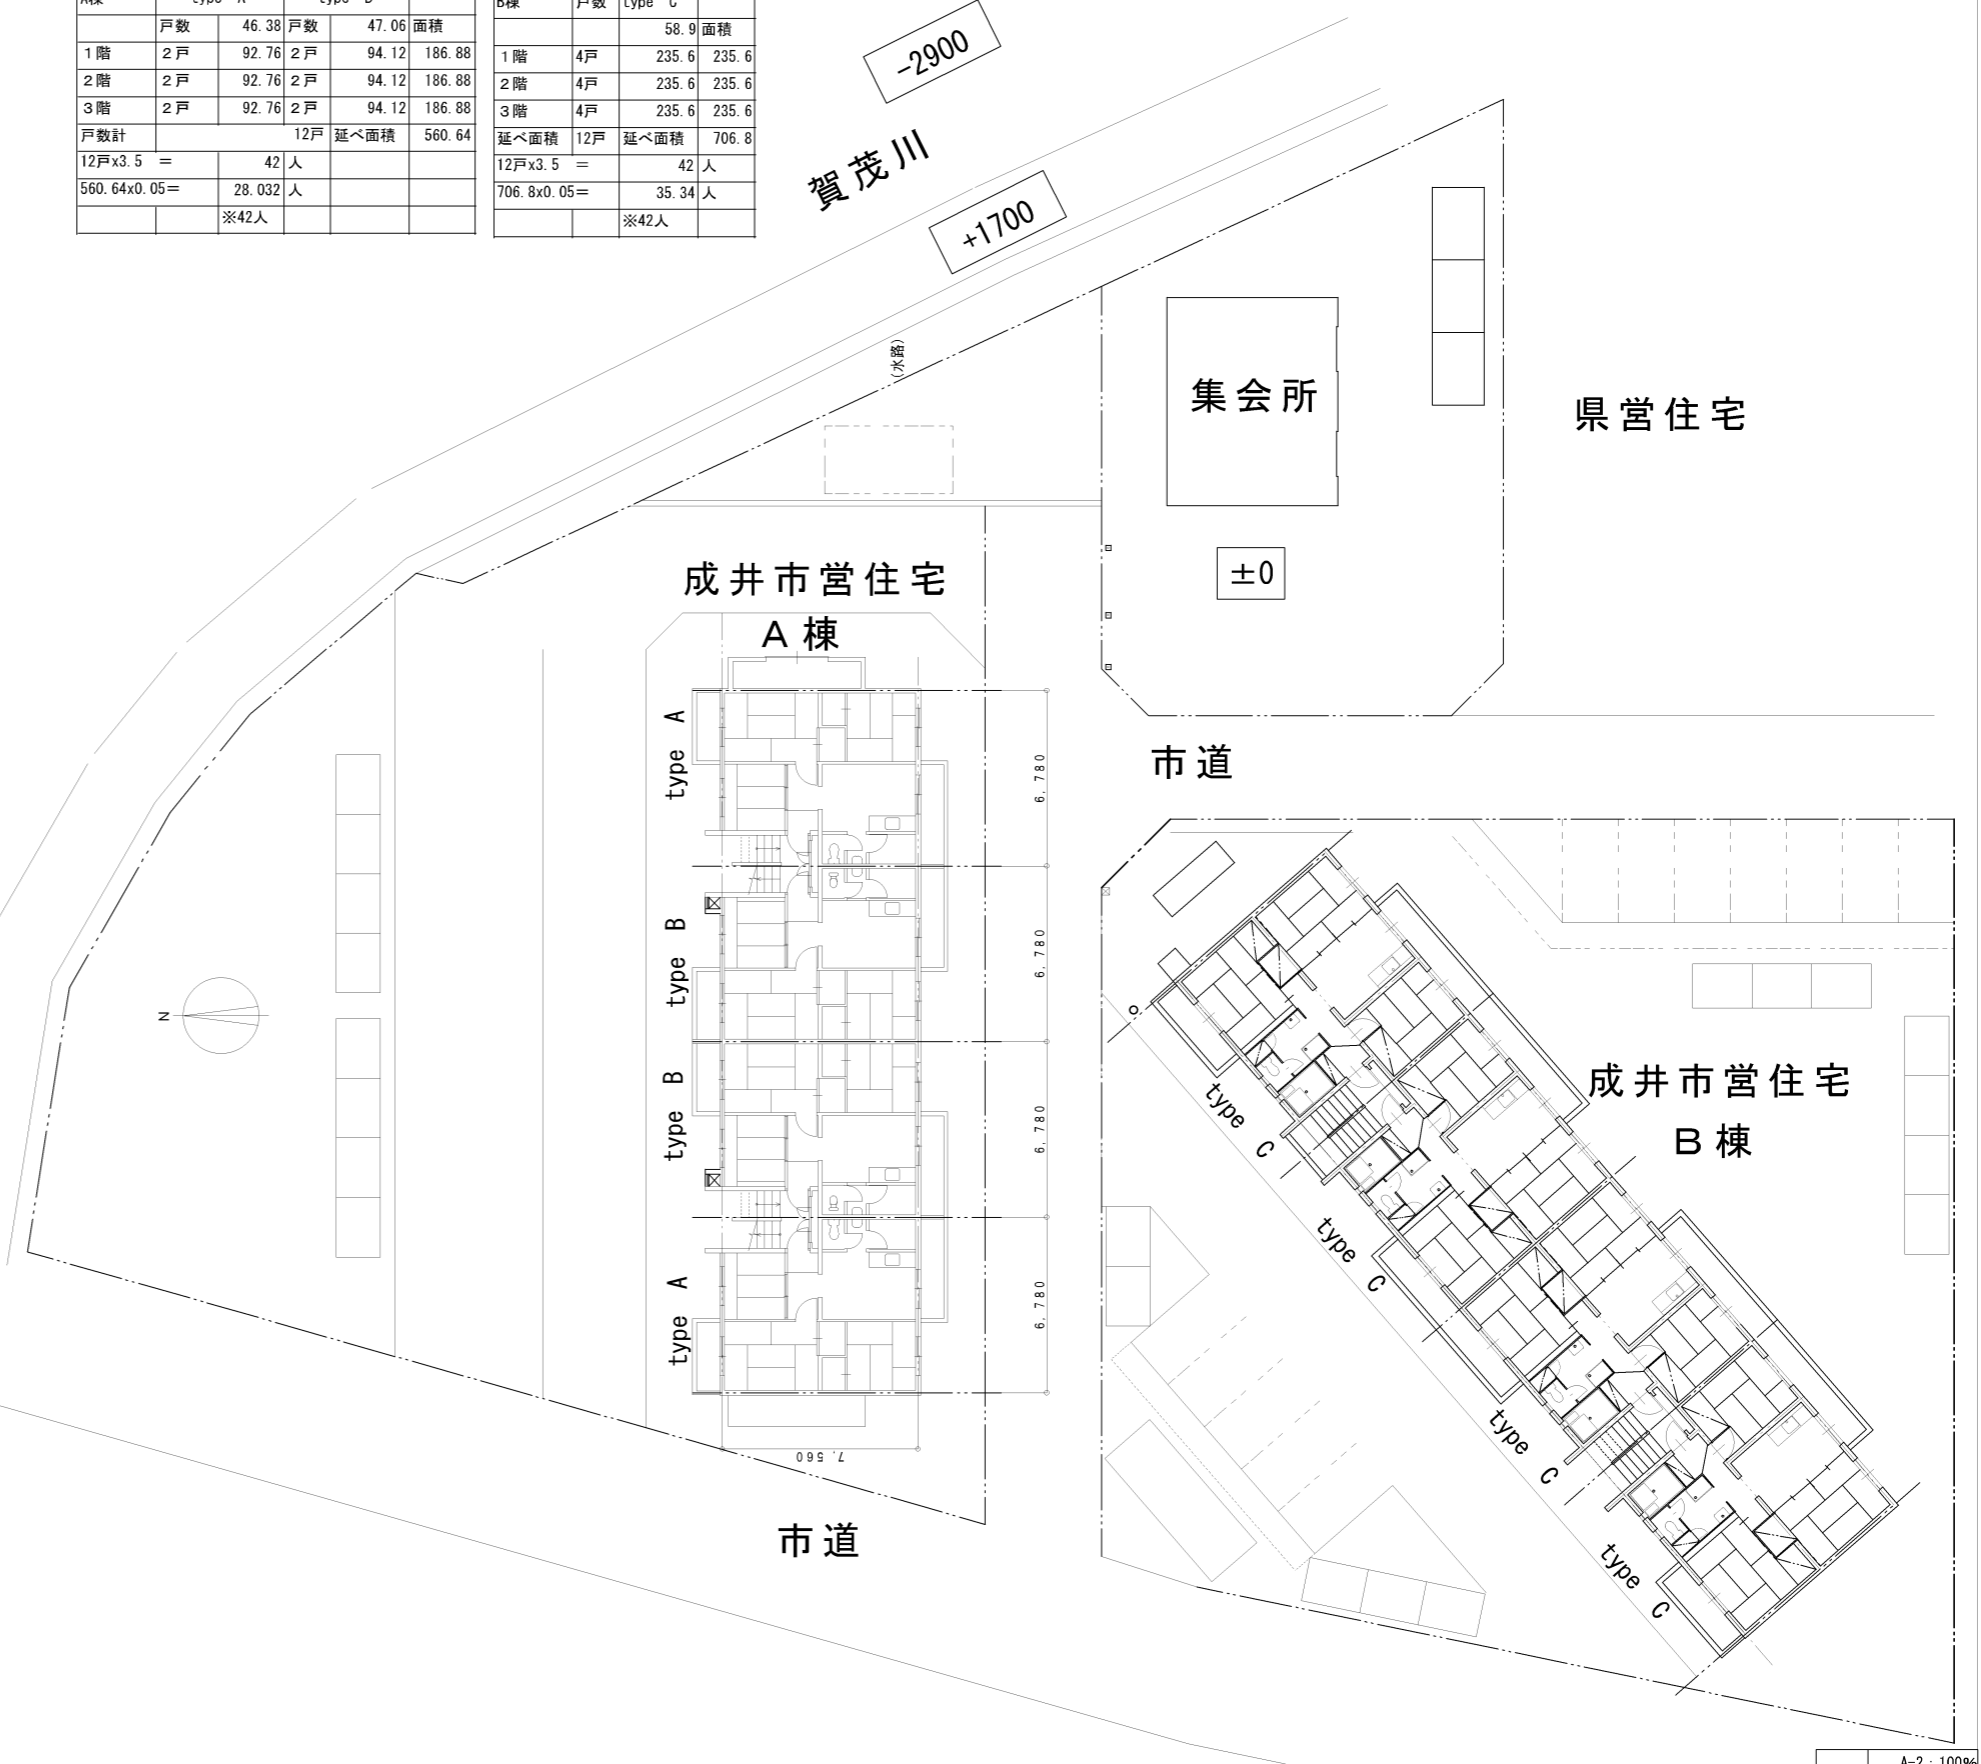 A棟 type A type B
戸数 46.38 戸数 47.06 面積
1階 2戸 92.76 2戸 94.12 186.88
2階 2戸 92.76 2戸 94.12 186.88
3階 2戸 92.76 2戸 94.12 186.88
戸数計 12戸 延べ面積 560.64
12戸x3.5 = 42 人
560.64x0.05= 28.032 人
※42人
B棟 戸数 type C
58.9 面積
1階 4戸 235.6 235.6
2階 4戸 235.6 235.6
3階 4戸 235.6 235.6
延べ面積 12戸 延べ面積 706.8
12戸x3.5 = 42 人
706.8x0.05= 35.34 人
※42人
-2900
賀茂川
+1700
(水路)
集会所
県営住宅
±0
成井市営住宅
A棟
type A
type B
type B
type A
6,780
6,780
6,780
6,780
7,560
市道
市道
N
成井市営住宅
B棟
type C
type C
type C
type C
A-2:100%